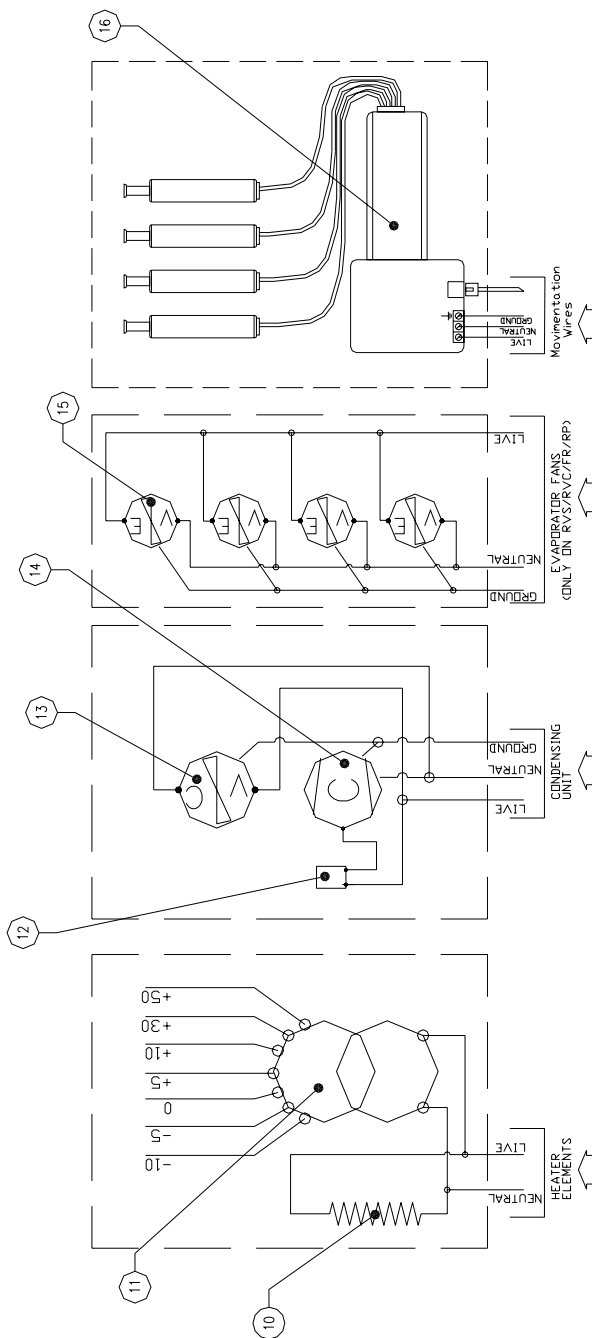 16
GROUND
NEUTRAL
LIVE
Movimentation
Wires
15
E
V
E
V
E
V
E
V
LIVE
NEUTRAL
GROUND
EVAPORATOR FANS
(ONLY ON RVS/RVC/FR/RP)
14
13
C
V
C
12
GROUND
NEUTRAL
LIVE
CONDENSING
UNIT
+50
+30
+10
+5
0
-5
-10
11
10
LIVE
NEUTRAL
HEATER
ELEMENTS